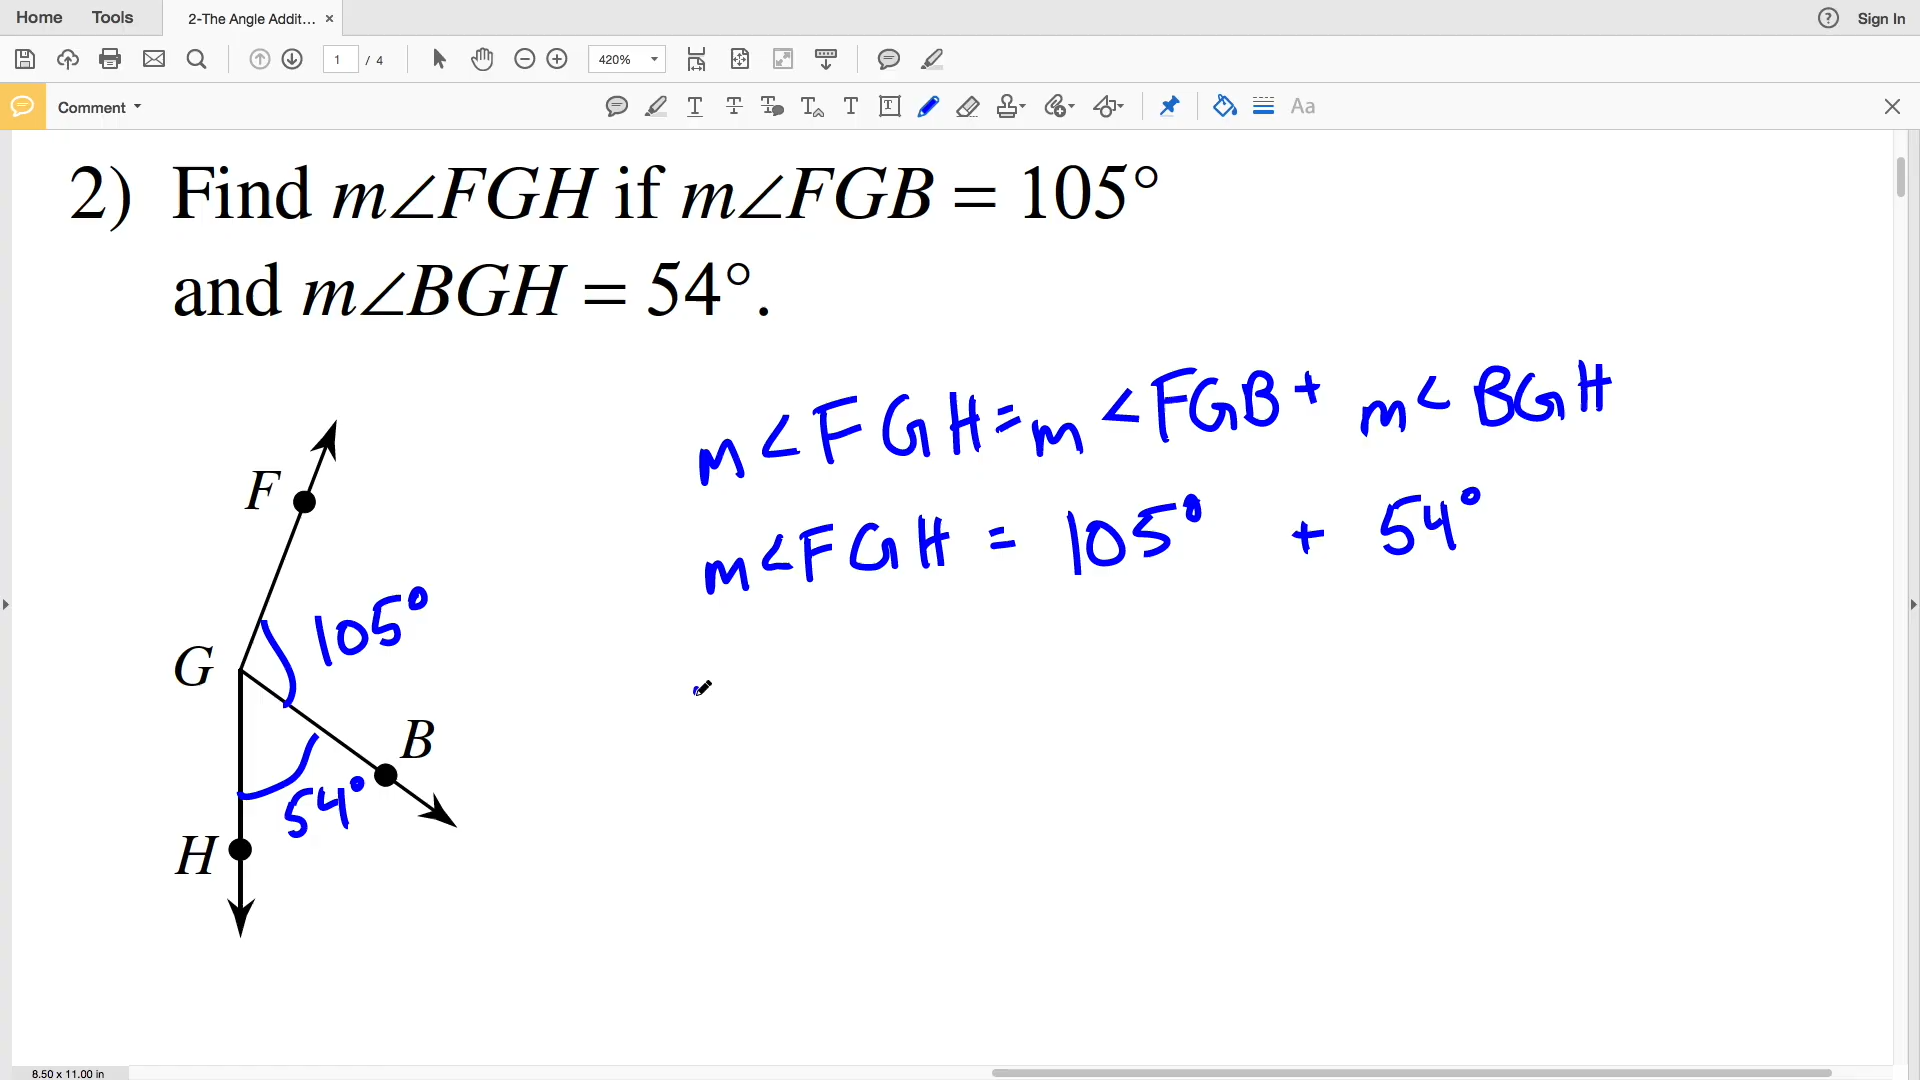 Home Tools 2-The Angle Addit... × ? Sign In
1 / 4 420%
Comment T T T T T T Aa
2) Find m∠FGH if m∠FGB = 105°
and m∠BGH = 54°.
m<FGH=m<FGB+ m<BGH
m<FGH = 105° + 54°
F
105°
G
B
54°
H
8.50 x 11.00 in